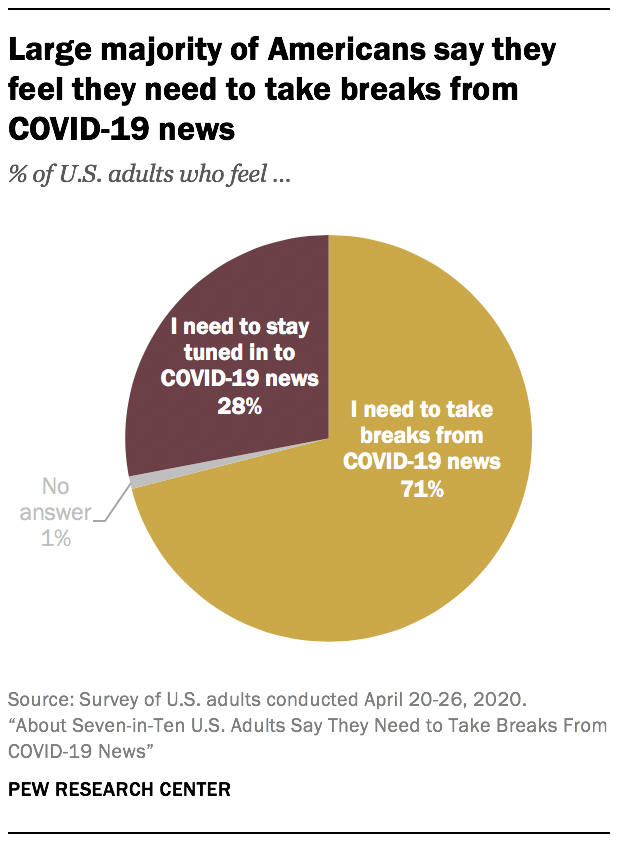 Large majority of Americans say they
feel they need to take breaks from
COVID-19 news
% of U.S. adults who feel ...
I need to stay
tuned in to
COVID-19 news
28%
I need to take
breaks from
COVID-19 news
71%
No
answer
1%
Source: Survey of U.S. adults conducted April 20-26, 2020.
“About Seven-in-Ten U.S. Adults Say They Need to Take Breaks From
COVID-19 News”
PEW RESEARCH CENTER